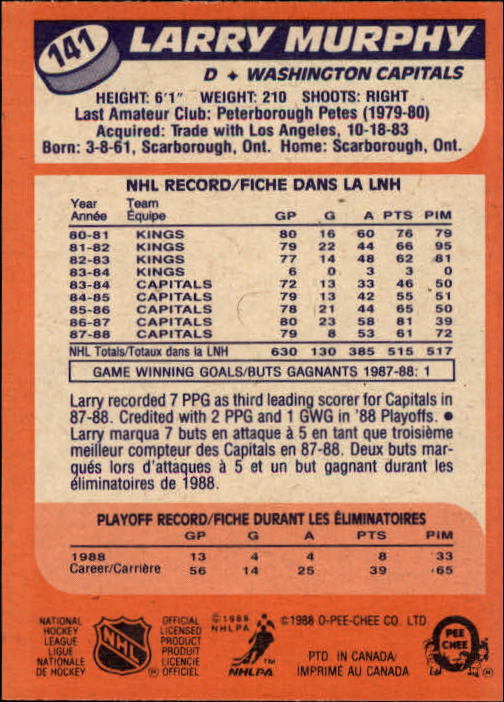 141
LARRY MURPHY
D ✦ WASHINGTON CAPITALS
HEIGHT: 6'1" WEIGHT: 210 SHOOTS: RIGHT
Last Amateur Club: Peterborough Petes (1979-80)
Acquired: Trade with Los Angeles, 10-18-83
Born: 3-8-61, Scarborough, Ont. Home: Scarborough, Ont.
NHL RECORD/FICHE DANS LA LNH
Year Team
Année Équipe GP G A PTS PIM
80-81 KINGS 80 16 60 76 79
81-82 KINGS 79 22 44 66 95
82-83 KINGS 77 14 48 62 81
83-84 KINGS 6 0 3 3 0
83-84 CAPITALS 72 13 33 46 50
84-85 CAPITALS 79 13 42 55 51
85-86 CAPITALS 78 21 44 65 50
86-87 CAPITALS 80 23 58 81 39
87-88 CAPITALS 79 8 53 61 72
NHL Totals/Totaux dans la LNH 630 130 385 515 517
GAME WINNING GOALS/BUTS GAGNANTS 1987-88: 1
Larry recorded 7 PPG as third leading scorer for Capitals in
87-88. Credited with 2 PPG and 1 GWG in '88 Playoffs. ●
Larry marqua 7 buts en attaque à 5 en tant que troisième
meilleur compteur des Capitals en 87-88. Deux buts mar-
qués lors d'attaques à 5 et un but gagnant durant les
éliminatoires de 1988.
PLAYOFF RECORD/FICHE DURANT LES ÉLIMINATOIRES
GP G A PTS PIM
1988 13 4 4 8 33
Career/Carrière 56 14 25 39 65
NATIONAL
HOCKEY
LEAGUE
LIGUE
NATIONALE
DE HOCKEY
NHL
OFFICIAL
LICENSED
PRODUCT
PRODUIT
LICENCIE
OFFICIEL
©1988
NHLPA
NHLPA
©1988 O-PEE-CHEE CO. LTD
PTD IN CANADA/
IMPRIMÉ AU CANADA
O PEE CHEE